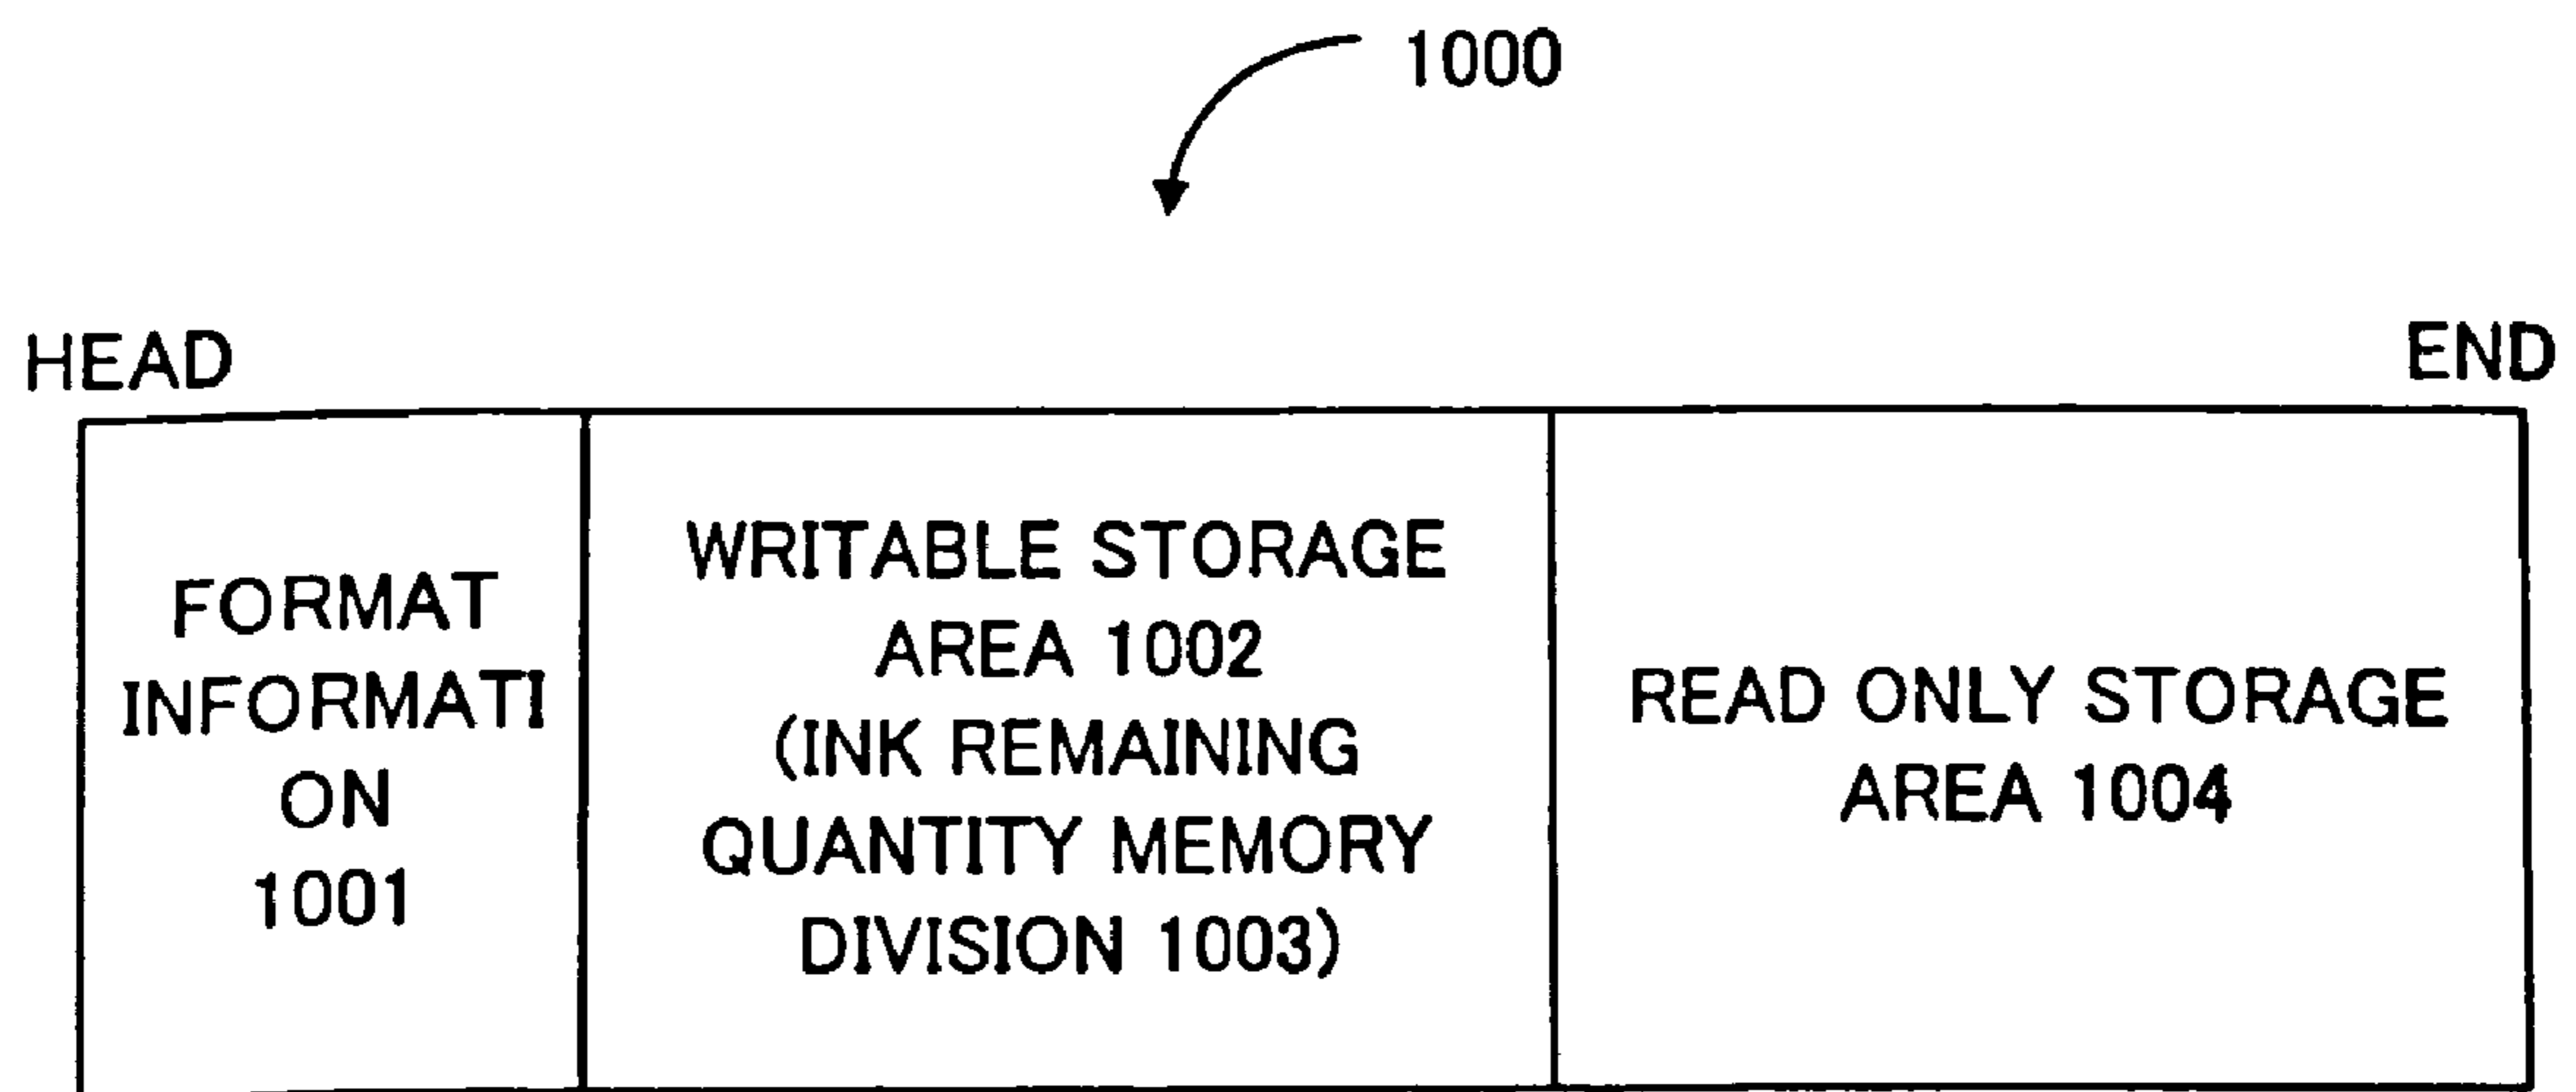 1000
HEAD
END
FORMAT
INFORMATI
ON
1001
WRITABLE STORAGE
AREA 1002
(INK REMAINING
QUANTITY MEMORY
DIVISION 1003)
READ ONLY STORAGE
AREA 1004